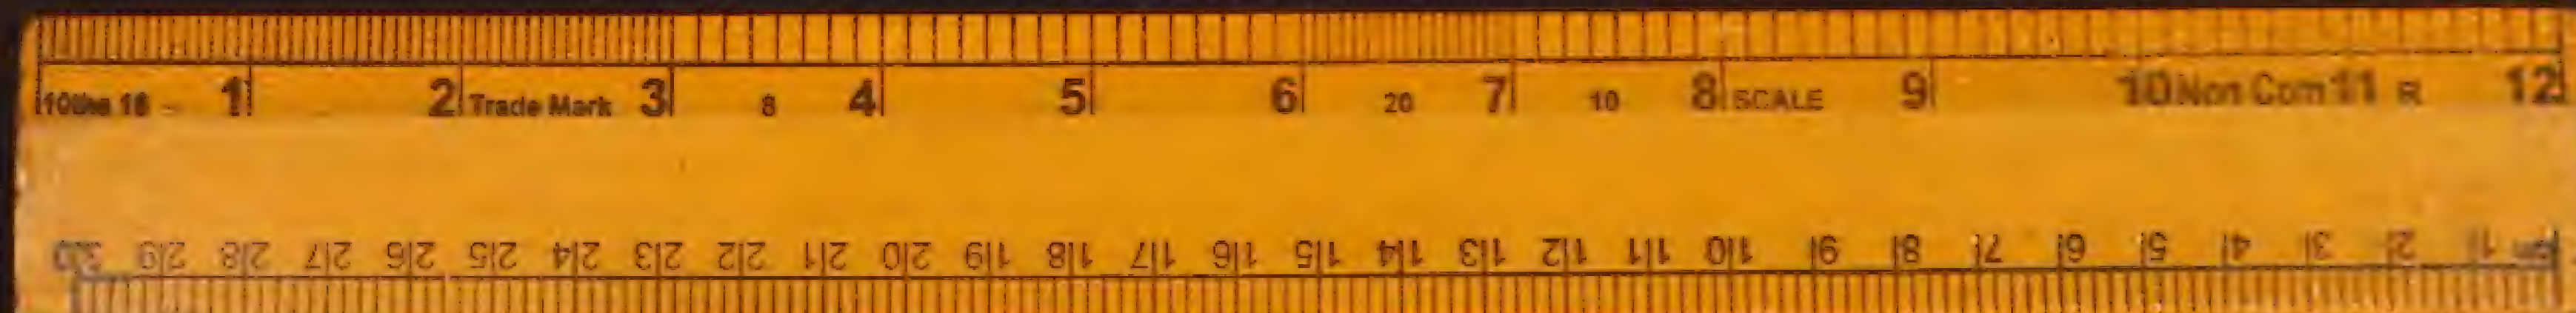 10ths 16 1 2 Trade Mark 3 8 4 5 6 20 7 10 8 SCALE 9 10 Non Com 11 R 12
cm 1 2 3 4 5 6 7 8 9 10 11 12 13 14 15 16 17 18 19 20 21 22 23 24 25 26 27 28 29 30